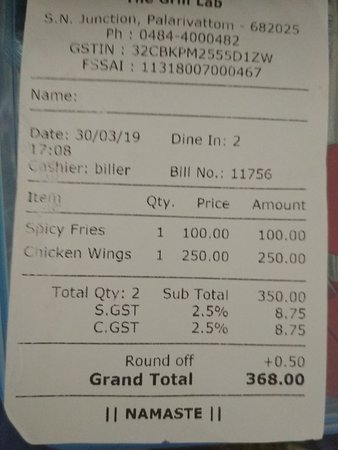 The Grill Lab
S.N. Junction, Palarivattom - 682025
Ph : 0484-4000482
GSTIN : 32CBKPM2555D1ZW
FSSAI : 11318007000467
Name:
Date: 30/03/19 Dine In: 2
17:08
Cashier: biller Bill No.: 11756
Item Qty. Price Amount
Spicy Fries 1 100.00 100.00
Chicken Wings 1 250.00 250.00
Total Qty: 2 Sub Total 350.00
S.GST 2.5% 8.75
C.GST 2.5% 8.75
Round off +0.50
Grand Total 368.00
|| NAMASTE ||